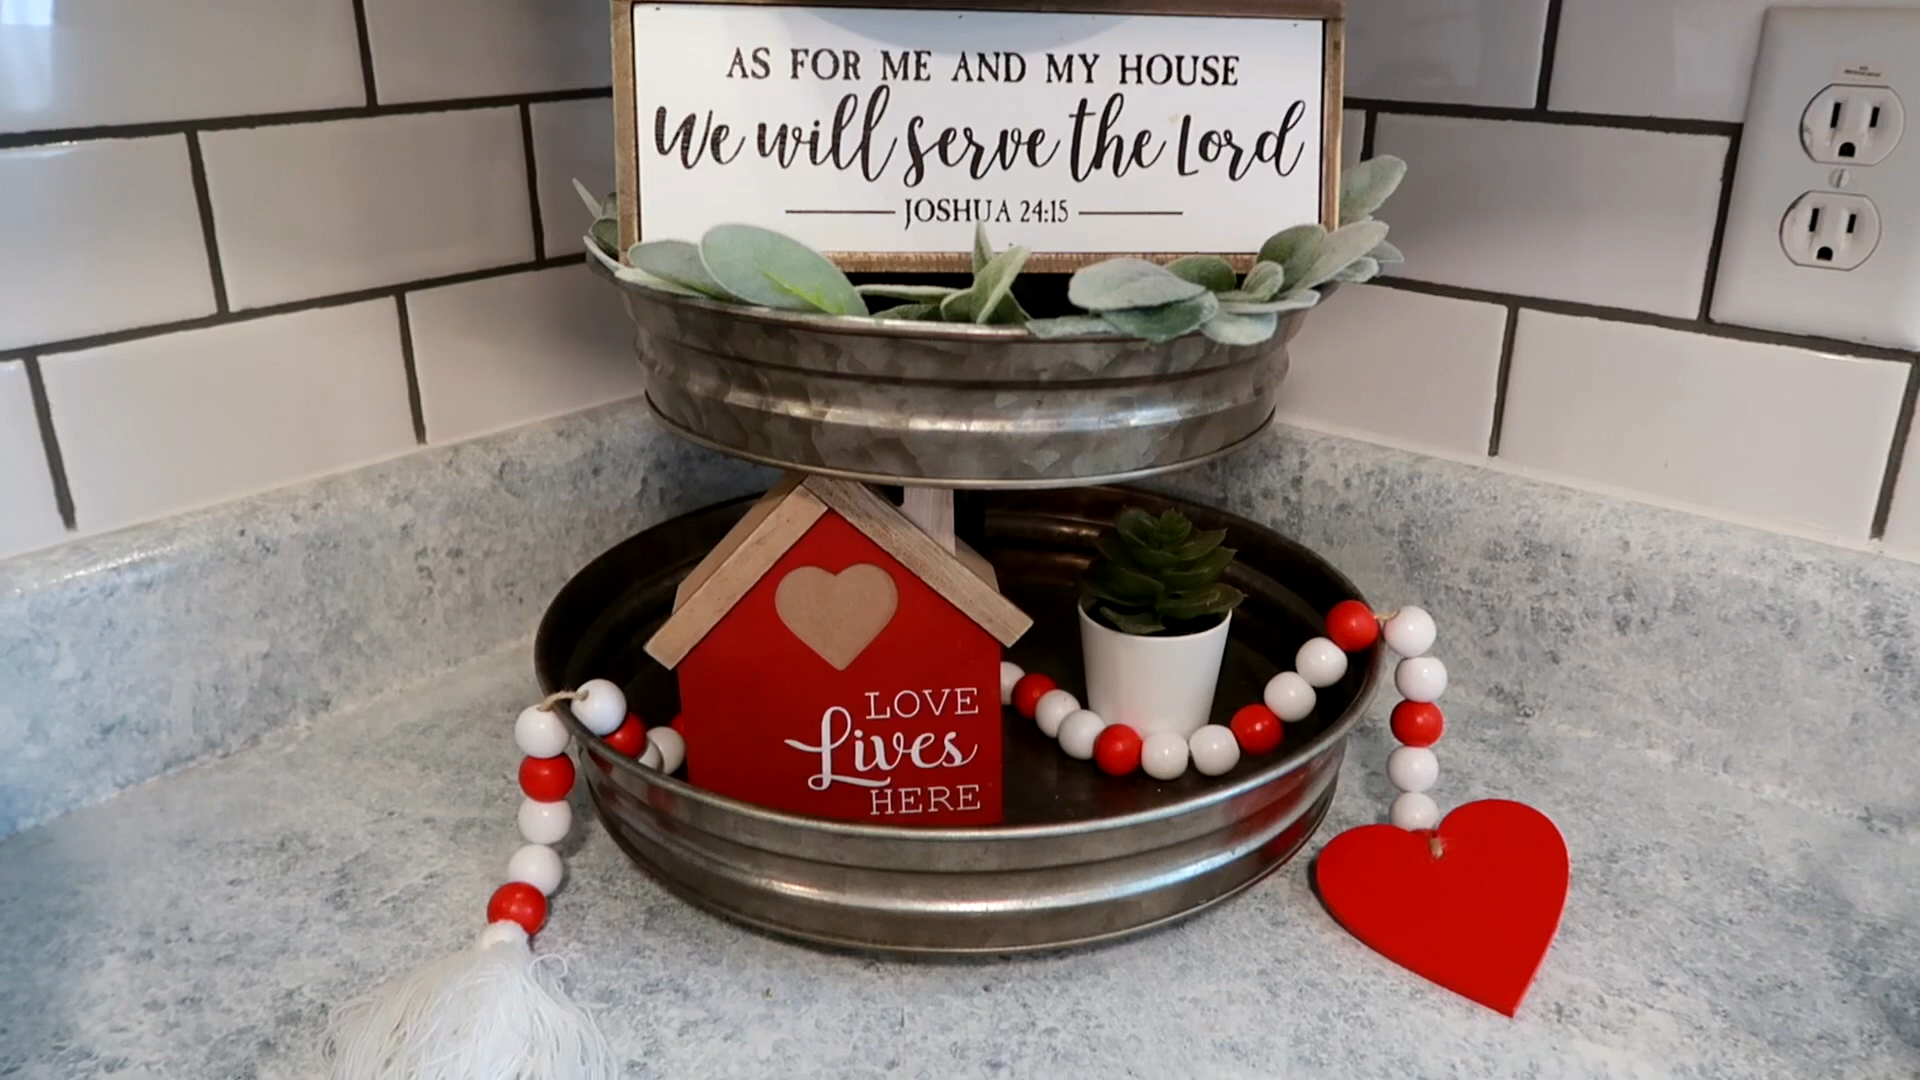 AS FOR ME AND MY HOUSE
We will serve the Lord
JOSHUA 24:15
LOVE
Lives
HERE